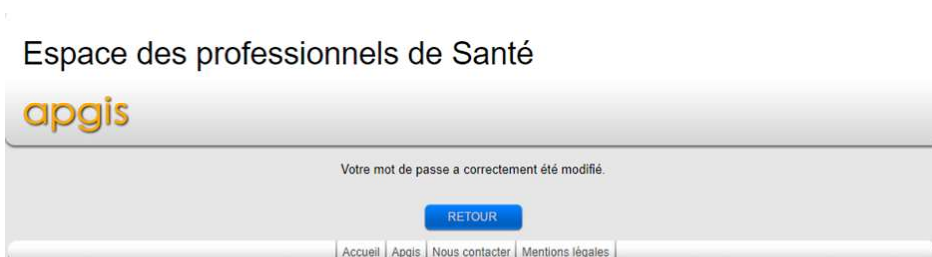 Espace des professionnels de Santé
apgis
Votre mot de passe a correctement été modifié.
RETOUR
Accueil | Apgis | Nous contacter | Mentions légales |